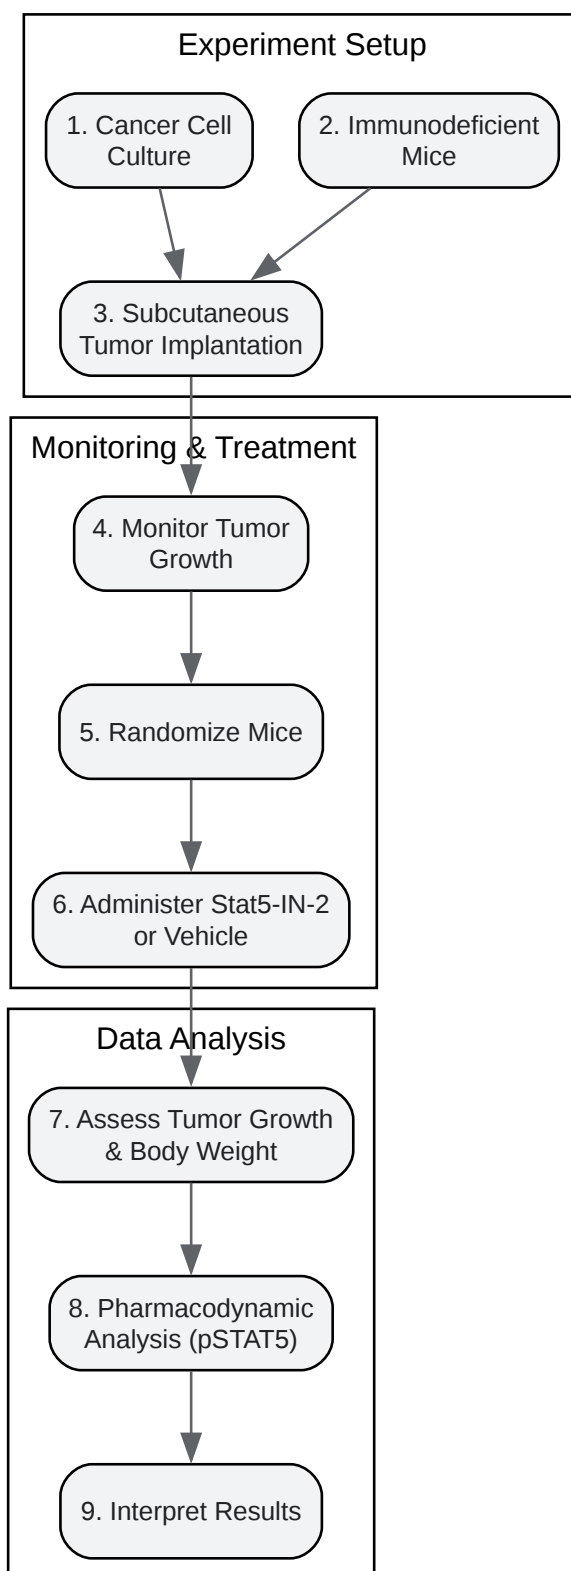 Experiment Setup
1. Cancer Cell
Culture
2. Immunodeficient
Mice
3. Subcutaneous
Tumor Implantation
Monitoring & Treatment
4. Monitor Tumor
Growth
5. Randomize Mice
6. Administer Stat5-IN-2
or Vehicle
Data Analysis
7. Assess Tumor Growth
& Body Weight
8. Pharmacodynamic
Analysis (pSTAT5)
9. Interpret Results